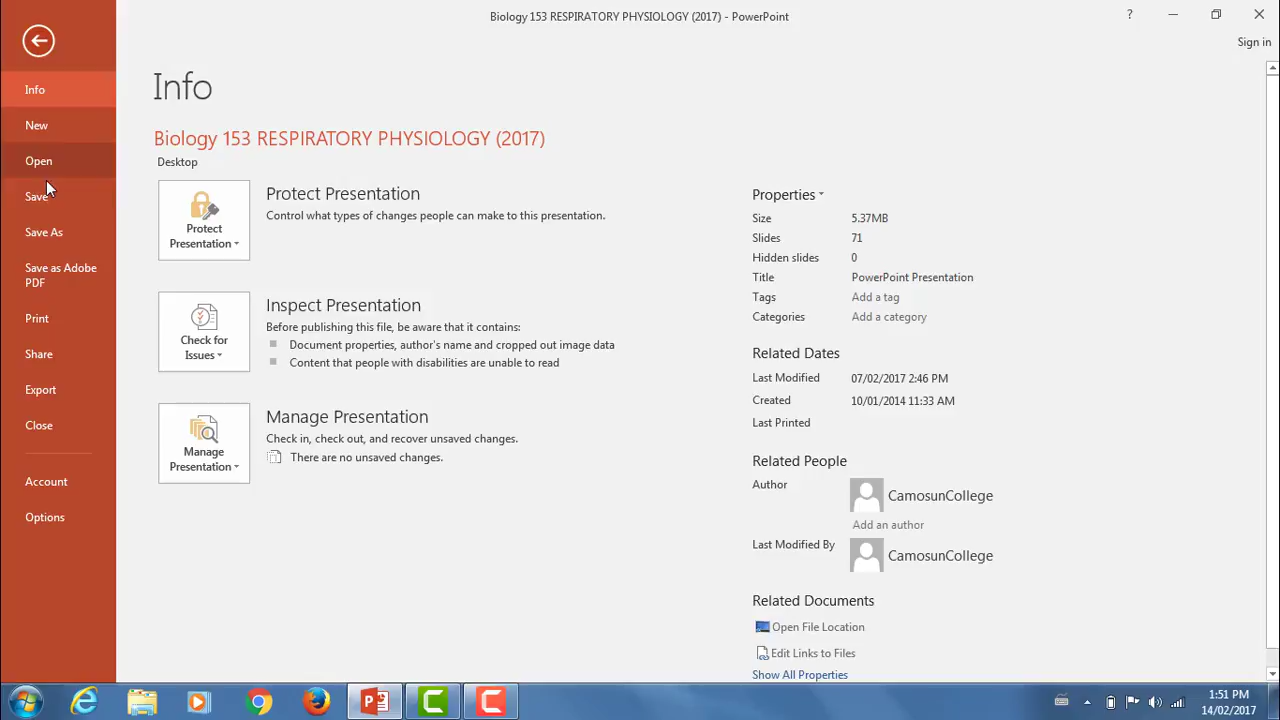 Biology 153 RESPIRATORY PHYSIOLOGY (2017) - PowerPoint
?
Sign in
Info
New
Open
Save
Save As
Save as Adobe
PDF
Print
Share
Export
Close
Account
Options
Info
Biology 153 RESPIRATORY PHYSIOLOGY (2017)
Desktop
Protect
Presentation
Protect Presentation
Control what types of changes people can make to this presentation.
Check for
Issues
Inspect Presentation
Before publishing this file, be aware that it contains:
Document properties, author's name and cropped out image data
Content that people with disabilities are unable to read
Manage
Presentation
Manage Presentation
Check in, check out, and recover unsaved changes.
There are no unsaved changes.
Properties
Size 5.37MB
Slides 71
Hidden slides 0
Title PowerPoint Presentation
Tags Add a tag
Categories Add a category
Related Dates
Last Modified 07/02/2017 2:46 PM
Created 10/01/2014 11:33 AM
Last Printed
Related People
Author CamosunCollege
Add an author
Last Modified By CamosunCollege
Related Documents
Open File Location
Edit Links to Files
Show All Properties
1:51 PM
14/02/2017